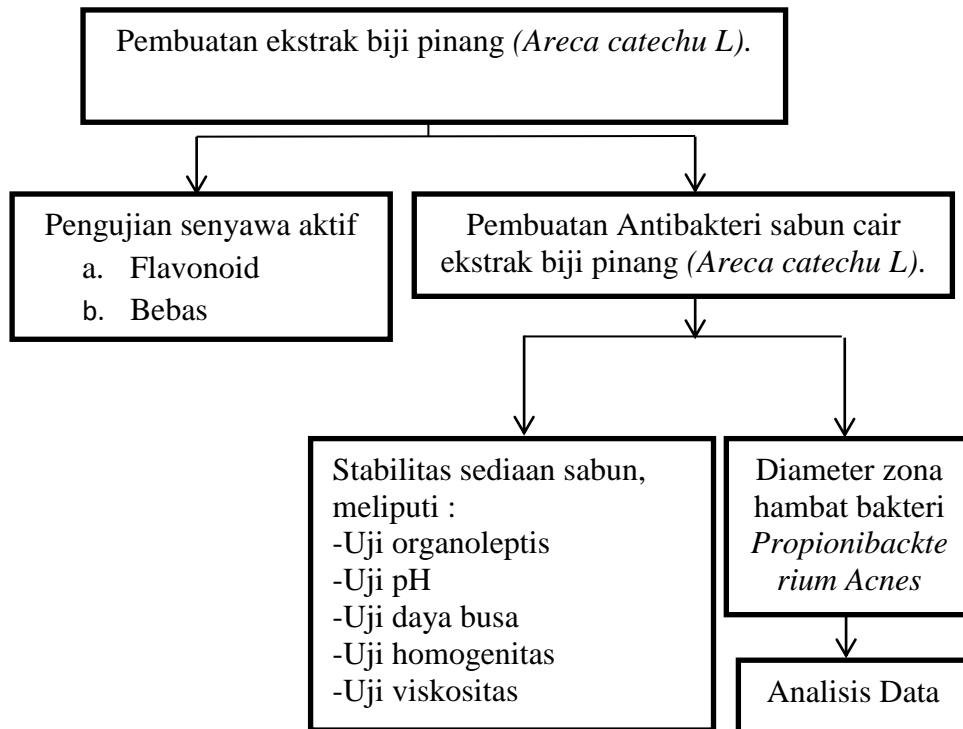 Pembuatan ekstrak biji pinang (Areca catechu L).
Pengujian senyawa aktif
a. Flavonoid
b. Bebas
Pembuatan Antibakteri sabun cair
ekstrak biji pinang (Areca catechu L).
Stabilitas sediaan sabun,
meliputi :
-Uji organoleptis
-Uji pH
-Uji daya busa
-Uji homogenitas
-Uji viskositas
Diameter zona
hambat bakteri
Propionibackte
rium Acnes
Analisis Data